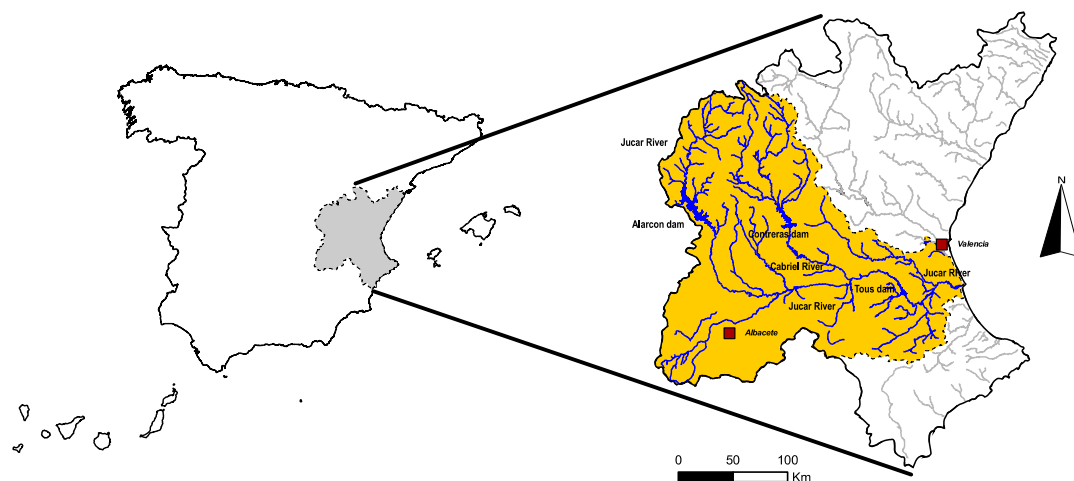 Jucar River
N
Alarcon dam
Contreras dam
Valencia
Cabriel River
Jucar River
Tous dam
Jucar River
Albacete
0 50 100
Km